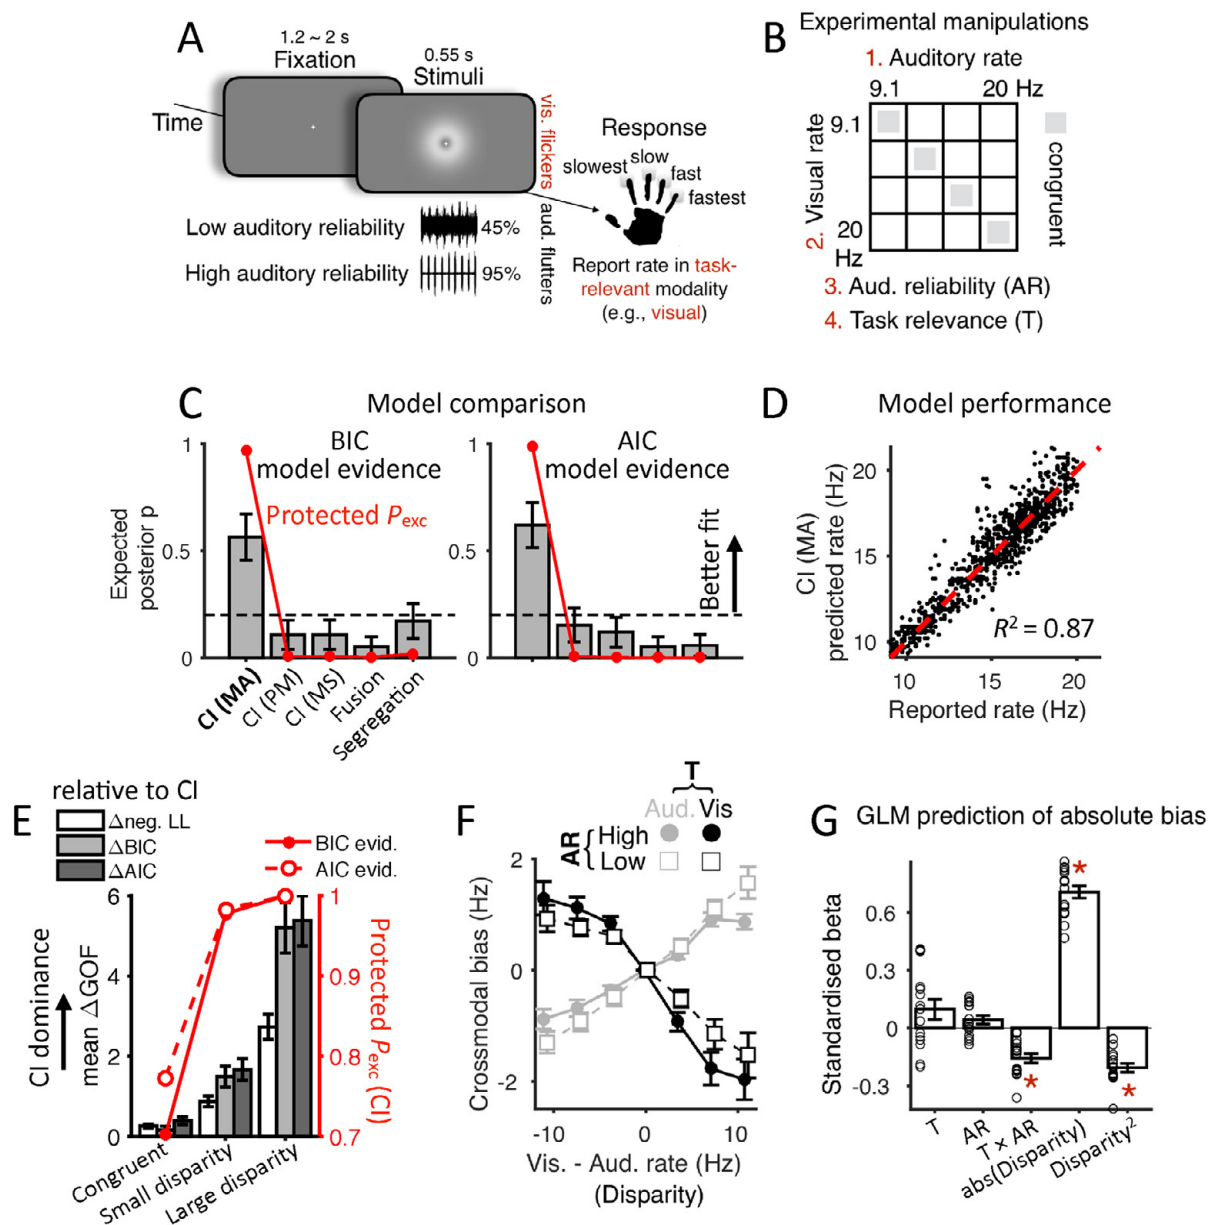 A
1.2 ~ 2 s
Fixation
0.55 s
Stimuli
Time
vis. flickers
aud. flutters
Response
slowest
slow
fast
fastest
Low auditory reliability
45%
High auditory reliability
95%
Report rate in task-
relevant modality
(e.g., visual)
B
Experimental manipulations
1. Auditory rate
9.1
20 Hz
2. Visual rate
9.1
20
Hz
congruent
3. Aud. reliability (AR)
4. Task relevance (T)
C
Model comparison
BIC
model evidence
AIC
model evidence
Protected Pexc
Expected
posterior p
1
0.5
0
1
0.5
0
Better fit
CI (MA)
CI (PM)
CI (MS)
Fusion
Segregation
D
Model performance
CI (MA)
predicted rate (Hz)
20
15
10
R² = 0.87
10
15
20
Reported rate (Hz)
E
relative to CI
Δneg. LL
ΔBIC
ΔAIC
BIC evid.
AIC evid.
CI dominance
mean ΔGOF
6
4
2
0
1
0.9
0.8
0.7
Protected Pexc (CI)
Congruent
Small disparity
Large disparity
F
T
Aud.
Vis
AR
High
Low
Crossmodal bias (Hz)
2
0
-2
-10
0
10
Vis. - Aud. rate (Hz)
(Disparity)
G
GLM prediction of absolute bias
Standardised beta
0.6
0.3
0
-0.3
*
*
*
T
AR
T × AR
abs(Disparity)
Disparity²